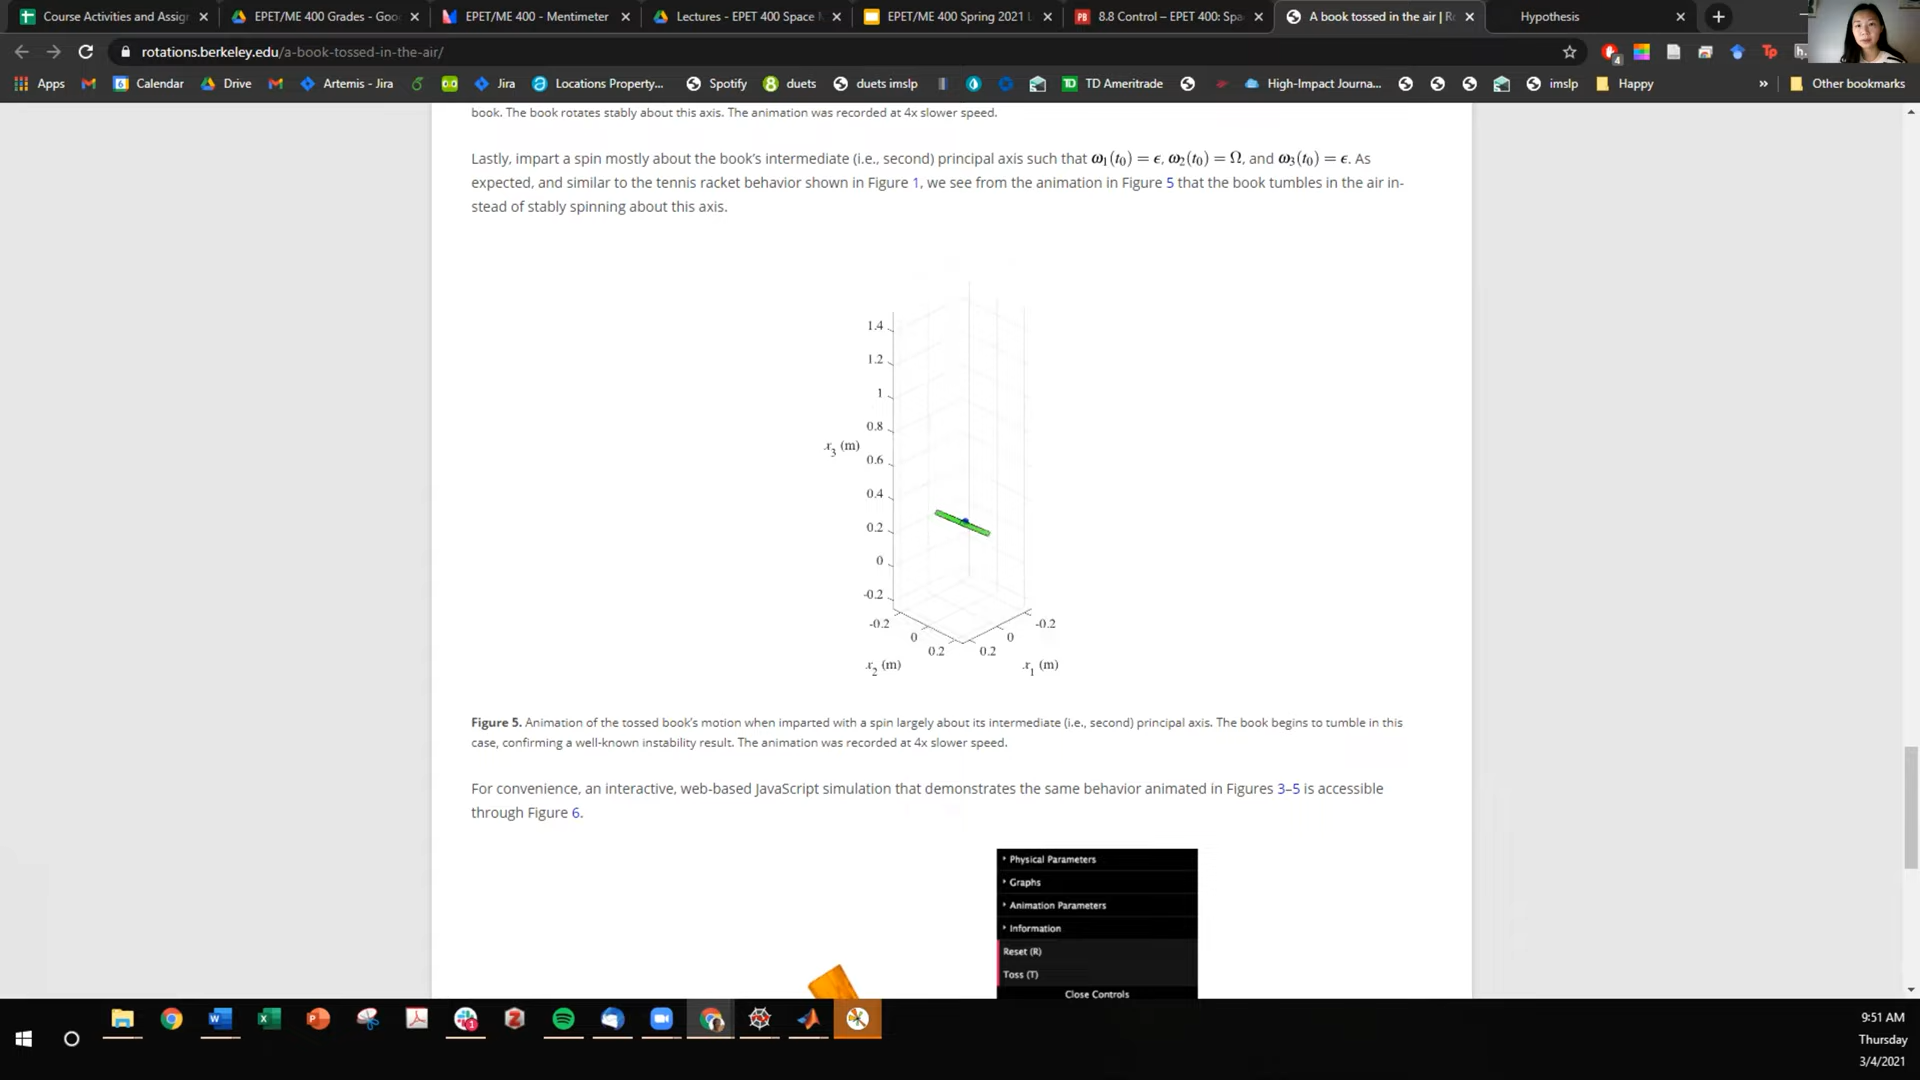 Course Activities and Assig
EPET/ME 400 Grades - Goo
EPET/ME 400 - Mentimeter
Lectures - EPET 400 Space
EPET/ME 400 Spring 2021 L
8.8 Control – EPET 400: Spa
A book tossed in the air | R
Hypothesis
rotations.berkeley.edu/a-book-tossed-in-the-air/
Apps
Calendar
Drive
Artemis - Jira
Jira
Locations Property...
Spotify
duets
duets imslp
TD Ameritrade
High-Impact Journa...
imslp
Happy
»
Other bookmarks
book. The book rotates stably about this axis. The animation was recorded at 4x slower speed.
Lastly, impart a spin mostly about the book's intermediate (i.e., second) principal axis such that ω₁(t₀) = ϵ, ω₂(t₀) = Ω, and ω₃(t₀) = ϵ. As
expected, and similar to the tennis racket behavior shown in Figure 1, we see from the animation in Figure 5 that the book tumbles in the air in-
stead of stably spinning about this axis.
1.4
1.2
1
0.8
x₃ (m)
0.6
0.4
0.2
0
-0.2
-0.2 -0.2
0 0
0.2 0.2
x₂ (m) x₁ (m)
Figure 5. Animation of the tossed book's motion when imparted with a spin largely about its intermediate (i.e., second) principal axis. The book begins to tumble in this
case, confirming a well-known instability result. The animation was recorded at 4x slower speed.
For convenience, an interactive, web-based JavaScript simulation that demonstrates the same behavior animated in Figures 3–5 is accessible
through Figure 6.
Physical Parameters
Graphs
Animation Parameters
Information
Reset (R)
Toss (T)
Close Controls
9:51 AM
Thursday
3/4/2021